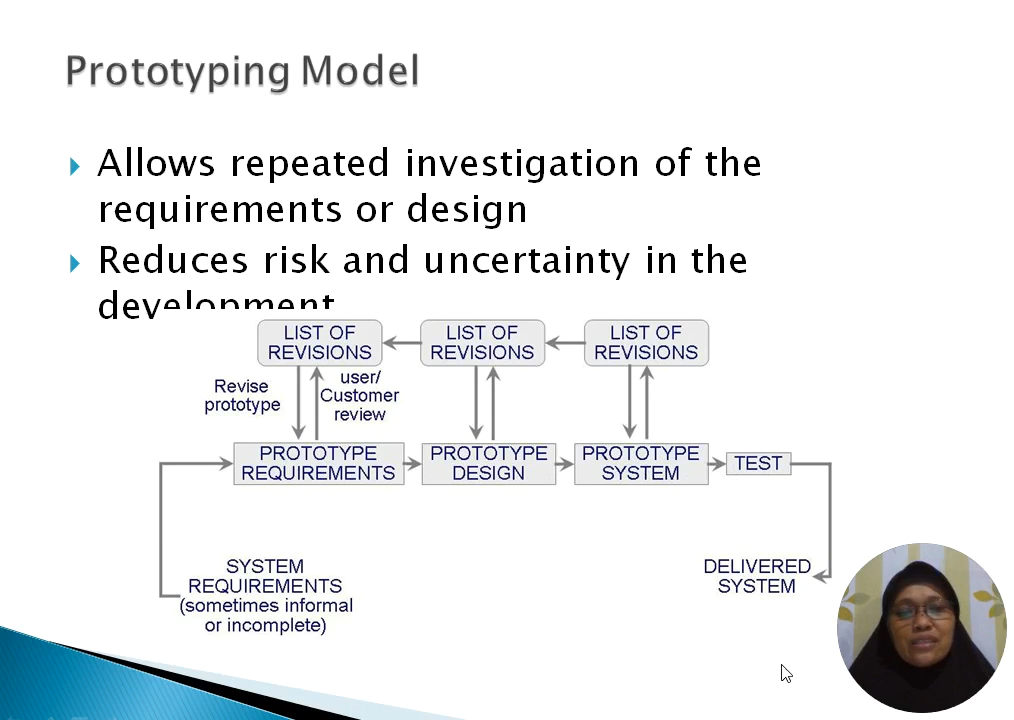 Prototyping Model
Allows repeated investigation of the
requirements or design
Reduces risk and uncertainty in the
development
LIST OF
REVISIONS
LIST OF
REVISIONS
LIST OF
REVISIONS
Revise
prototype
user/
Customer
review
PROTOTYPE
REQUIREMENTS
PROTOTYPE
DESIGN
PROTOTYPE
SYSTEM
TEST
SYSTEM
REQUIREMENTS
(sometimes informal
or incomplete)
DELIVERED
SYSTEM